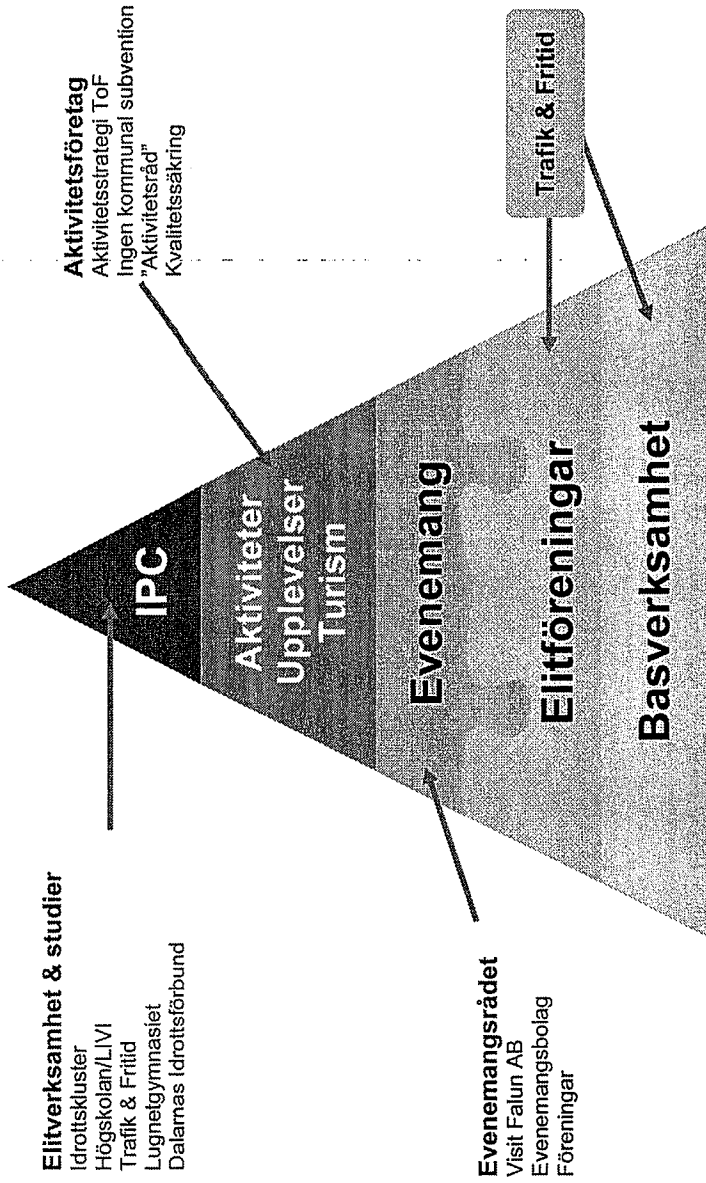 Elitverksamhet & studier
Idrottskluster
Högskolan/LIVI
Trafik & Fritid
Lugnetgymnasiet
Dalarnas Idrottsförbund
Aktivitetsföretag
Aktivitetsstrategi ToF
Ingen kommunal subvention
"Aktivitetsråd"
Kvalitetssäkring
IPC
Aktiviteter
Upplevelser
Turism
Evenemang
Elitföreningar
Basverksamhet
Evenemangsrådet
Visit Falun AB
Evenemangsbolag
Föreningar
Trafik & Fritid